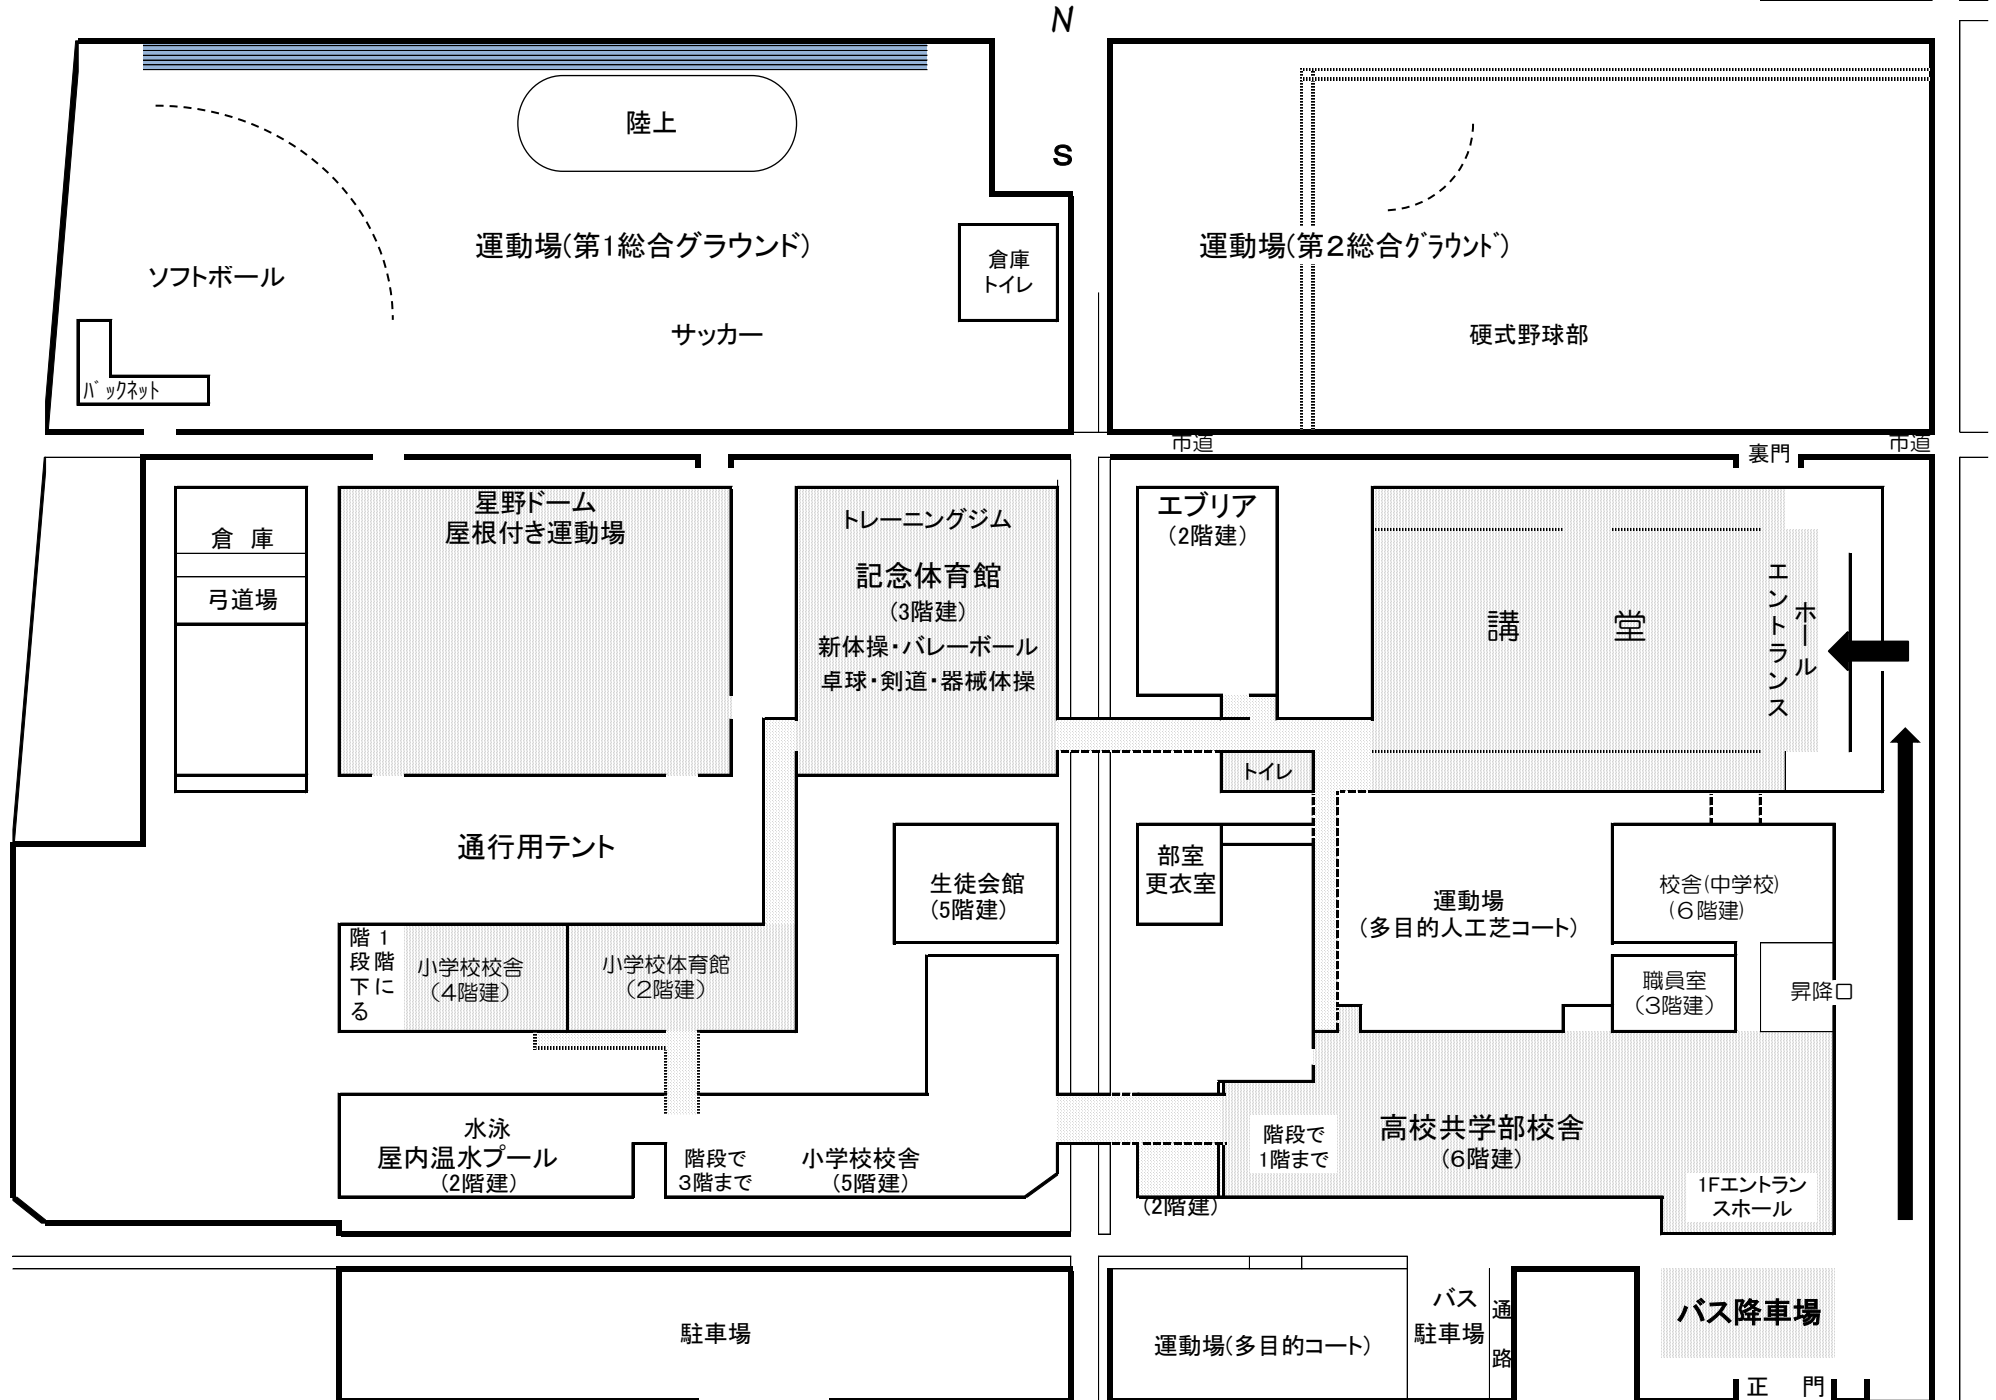 N
S
陸上
運動場(第1総合グラウンド)
ソフトボール
サッカー
倉庫
トイレ
バックネット
運動場(第2総合グラウンド)
硬式野球部
市道
裏門
市道
倉 庫
弓道場
星野ドーム
屋根付き運動場
トレーニングジム
記念体育館
(3階建)
新体操・バレーボール
卓球・剣道・器械体操
エブリア
(2階建)
講 堂
エントランス
ホール
トイレ
通行用テント
生徒会館
(5階建)
部室
更衣室
運動場
(多目的人工芝コート)
校舎(中学校)
(6階建)
職員室
(3階建)
昇降口
1階に
階段下る
小学校校舎
(4階建)
小学校体育館
(2階建)
水泳
屋内温水プール
(2階建)
階段で
3階まで
小学校校舎
(5階建)
(2階建)
階段で
1階まで
高校共学部校舎
(6階建)
1Fエントラン
スホール
駐車場
運動場(多目的コート)
バス
駐車場
通路
バス降車場
正 門